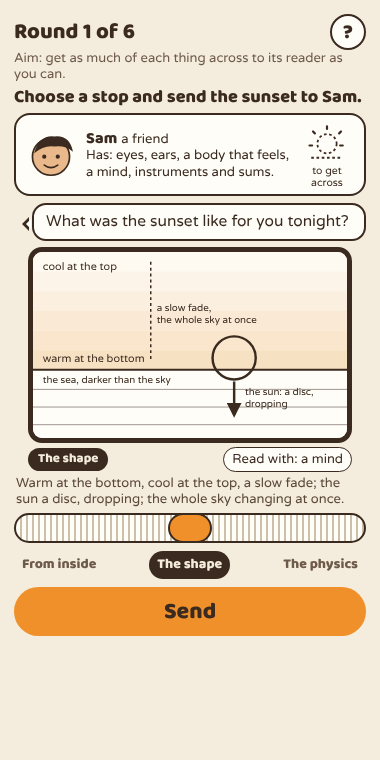 Round 1 of 6
?
Aim: get as much of each thing across to its reader as
you can.
Choose a stop and send the sunset to Sam.
Sam a friend
Has: eyes, ears, a body that feels,
a mind, instruments and sums.
to get
across
What was the sunset like for you tonight?
cool at the top
a slow fade,
the whole sky at once
warm at the bottom
the sea, darker than the sky
the sun: a disc,
dropping
The shape
Read with: a mind
Warm at the bottom, cool at the top, a slow fade; the
sun a disc, dropping; the whole sky changing at once.
From inside
The shape
The physics
Send